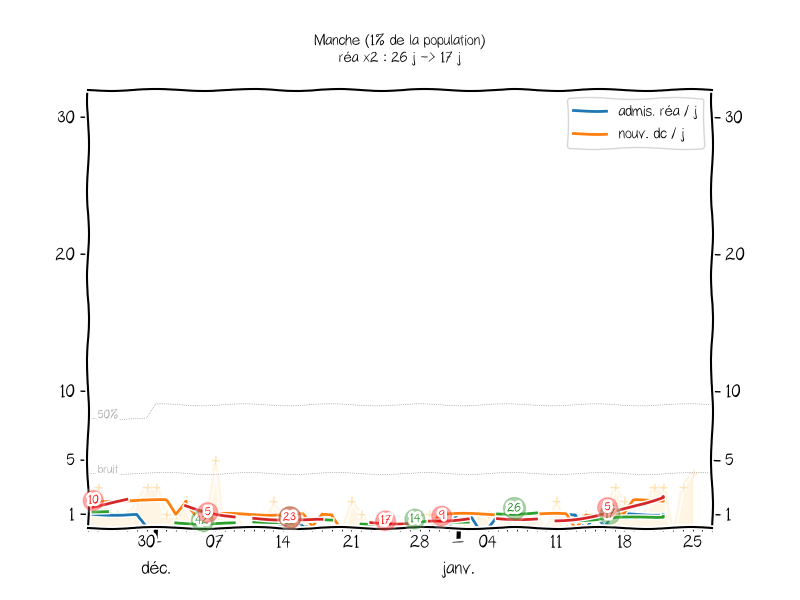 Manche (1% de la population)
réa x2 : 26 j -> 17 j
admis. réa / j
nouv. dc / j
30 30
20 20
10 10
50%
5 5
bruit
1 1
10 5 23 17 14 9 26 5
30 07 14 21 28 04 11 18 25
déc. janv.